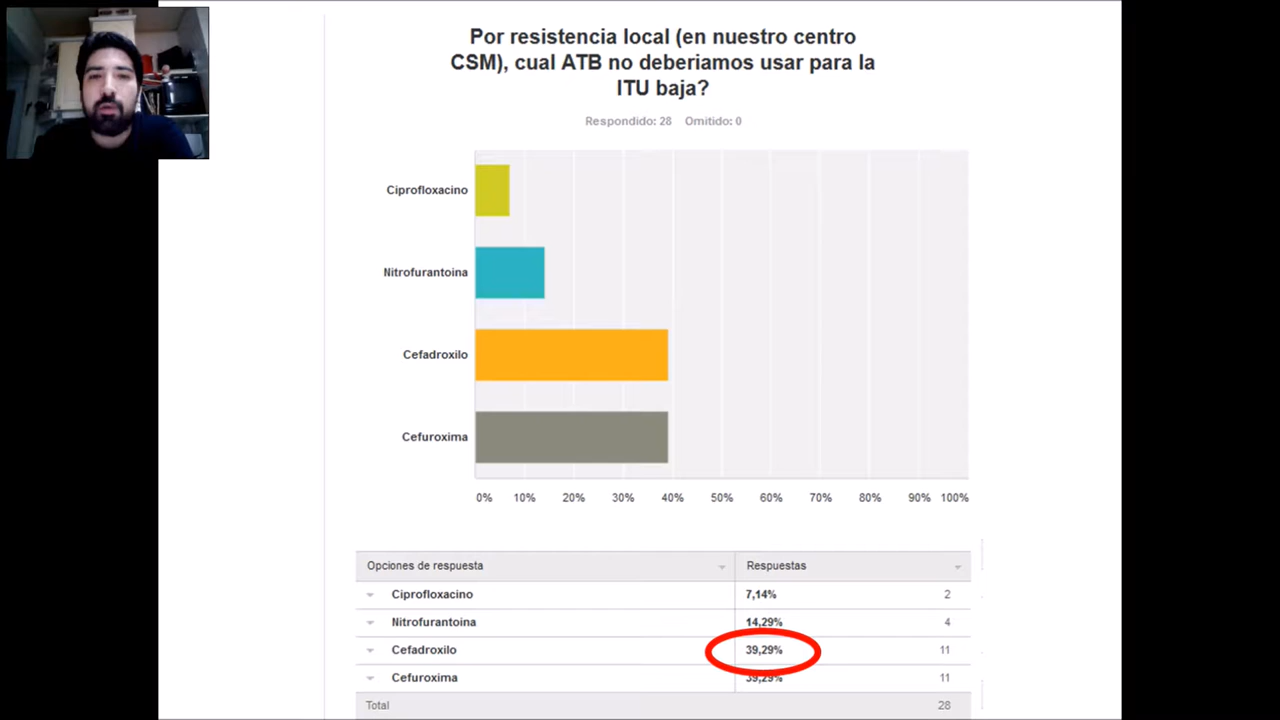 Por resistencia local (en nuestro centro
CSM), cual ATB no deberiamos usar para la
ITU baja?
Respondido: 28 Omitido: 0
Ciprofloxacino
Nitrofurantoina
Cefadroxilo
Cefuroxima
0% 10% 20% 30% 40% 50% 60% 70% 80% 90% 100%
Opciones de respuesta Respuestas
Ciprofloxacino 7,14% 2
Nitrofurantoina 14,29% 4
Cefadroxilo 39,29% 11
Cefuroxima 39,29% 11
Total 28